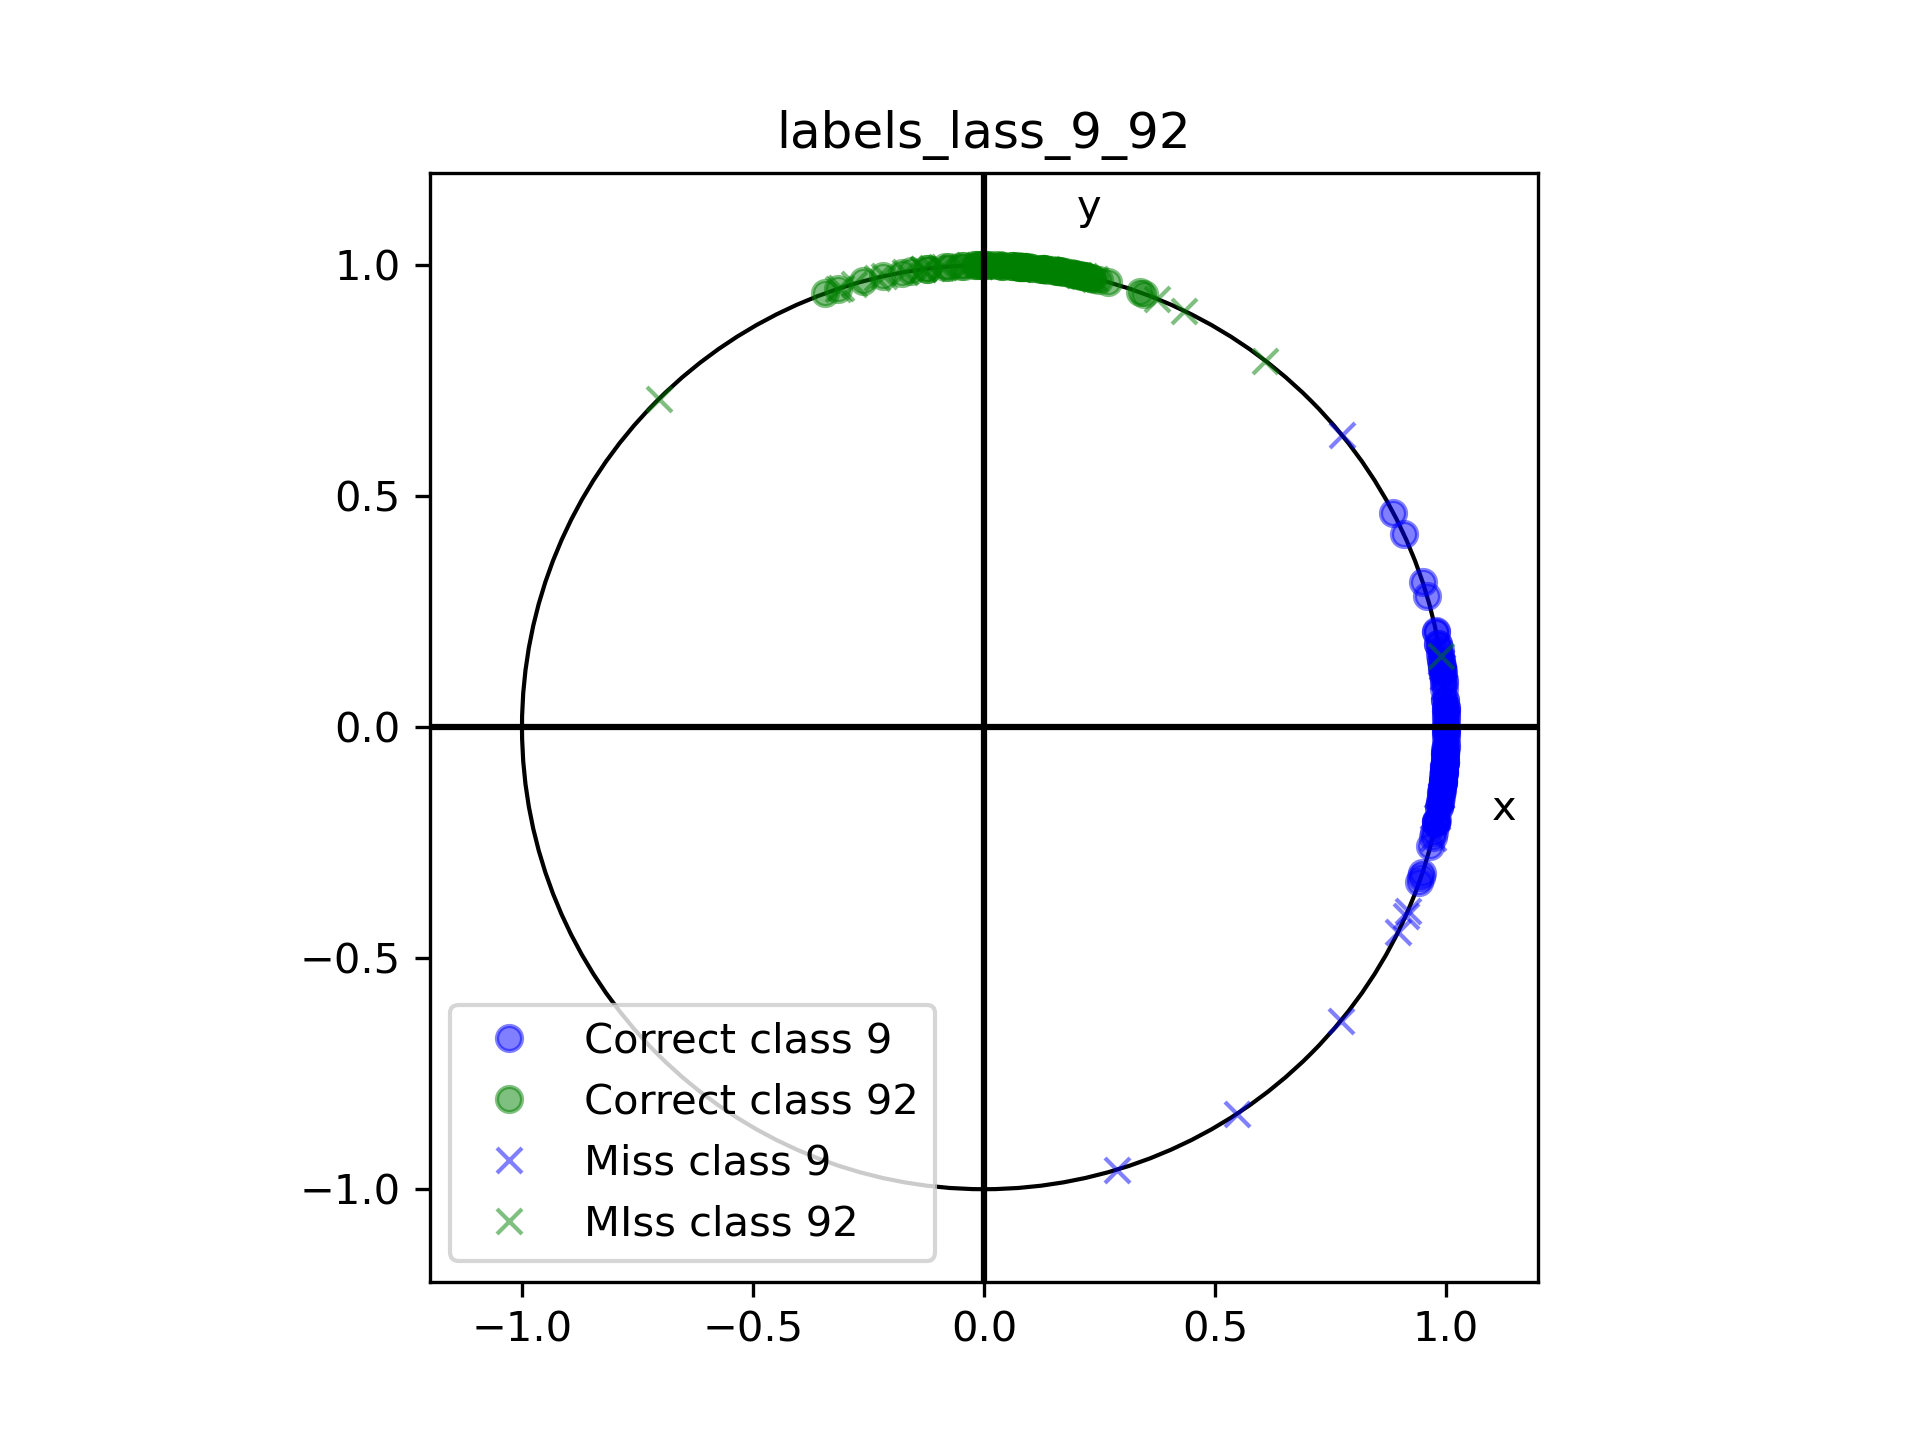 labels_lass_9_92
y
1.0
0.5
0.0
x
−0.5
−1.0
Correct class 9
Correct class 92
Miss class 9
MIss class 92
−1.0 −0.5 0.0 0.5 1.0